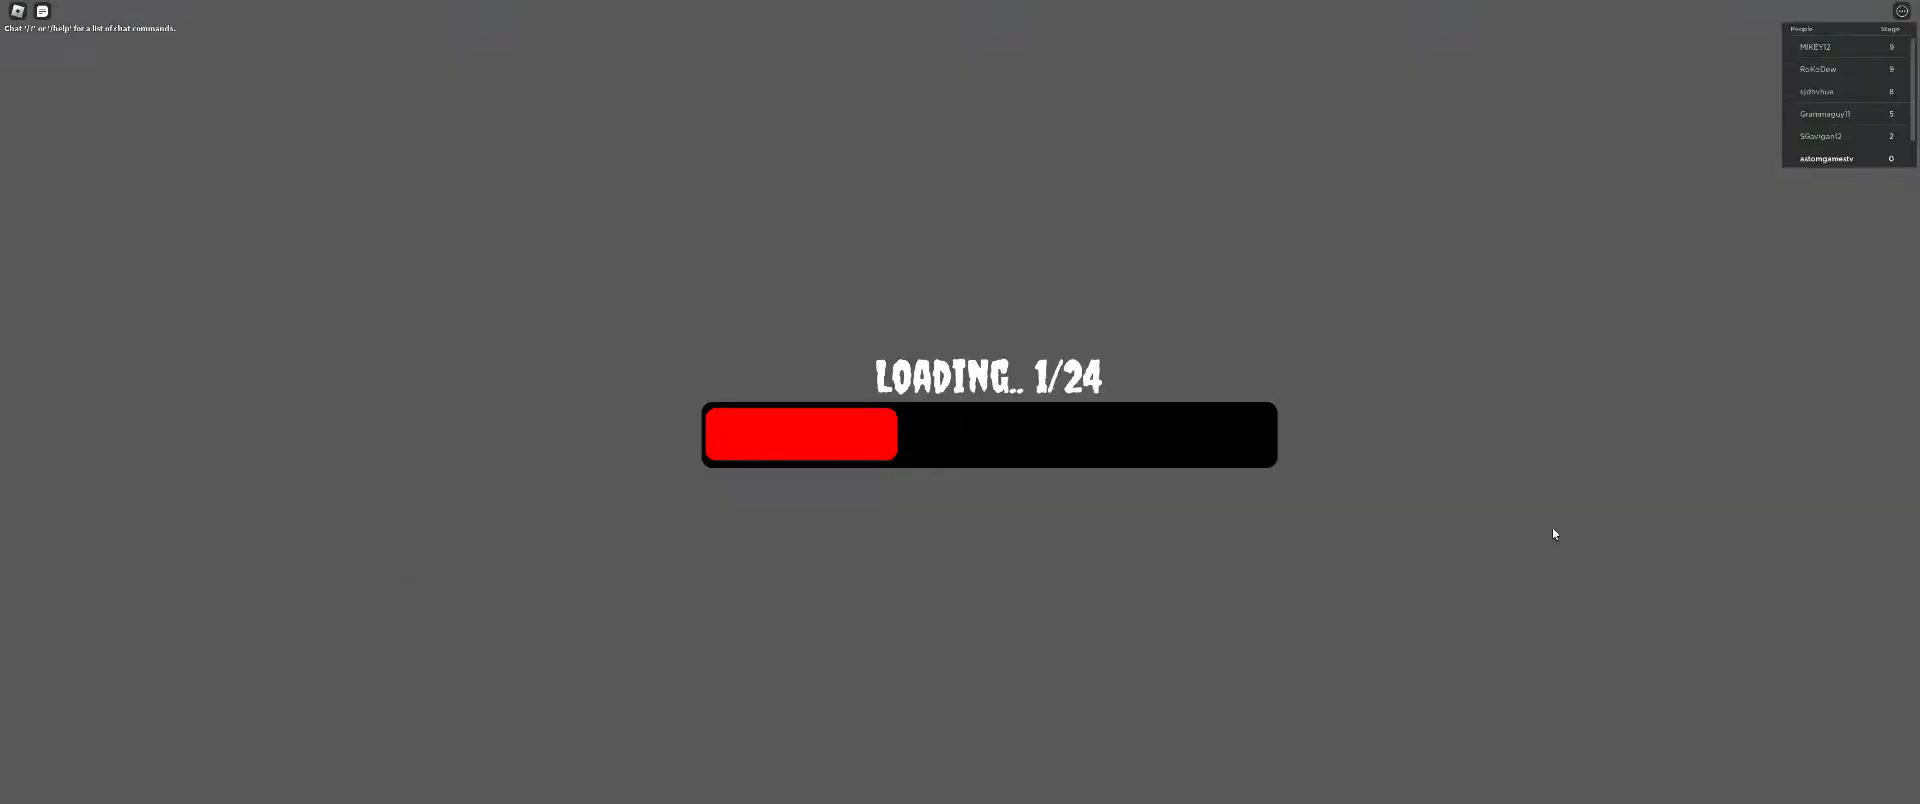 Chat '/?' or '/help' for a list of chat commands.
People Stage
MIKEY12 9
RoKoDew 9
sjdhvhue 8
Grammaguy11 5
SGavigan12 2
astomgamestv 0
LOADING.. 1/24